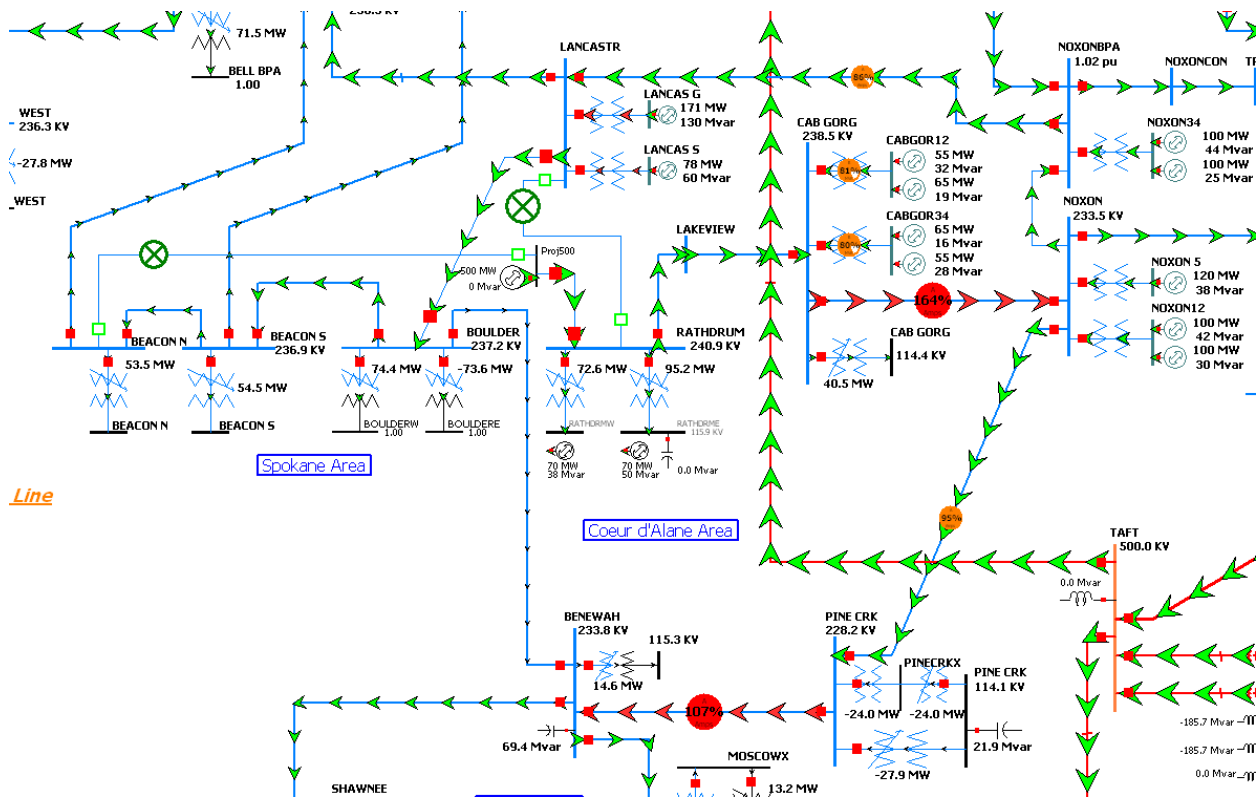 236.5 KV
71.5 MW
BELL BPA
1.00
WEST
236.3 KV
-27.8 MW
WEST
LANCASTR
LANCAS G
171 MW
130 Mvar
LANCAS S
78 MW
60 Mvar
86%
NOXONBPA
1.02 pu
NOXONCON
NOXON34
100 MW
44 Mvar
100 MW
25 Mvar
CAB GORG
238.5 KV
CABGOR12
55 MW
32 Mvar
65 MW
19 Mvar
81%
CABGOR34
65 MW
16 Mvar
55 MW
28 Mvar
80%
NOXON
233.5 KV
NOXON 5
120 MW
38 Mvar
NOXON12
100 MW
42 Mvar
100 MW
30 Mvar
164%
CAB GORG
114.4 KV
40.5 MW
LAKEVIEW
Proj500
500 MW
0 Mvar
BEACON N
53.5 MW
BEACON S
236.9 KV
54.5 MW
BOULDER
237.2 KV
74.4 MW
-73.6 MW
RATHDRUM
240.9 KV
72.6 MW
95.2 MW
BEACON N
BEACON S
BOULDERW
1.00
BOULDERE
1.00
RATHDRMW
RATHDRME
115.9 KV
70 MW
38 Mvar
70 MW
50 Mvar
0.0 Mvar
Spokane Area
Line
Coeur d'Alane Area
95%
TAFT
500.0 KV
0.0 Mvar
BENEWAH
233.8 KV
115.3 KV
14.6 MW
69.4 Mvar
107%
PINE CRK
228.2 KV
PINECRKX
-24.0 MW
-24.0 MW
PINE CRK
114.1 KV
-27.9 MW
21.9 Mvar
MOSCOWX
13.2 MW
SHAWNEE
-185.7 Mvar
-185.7 Mvar
0.0 Mvar